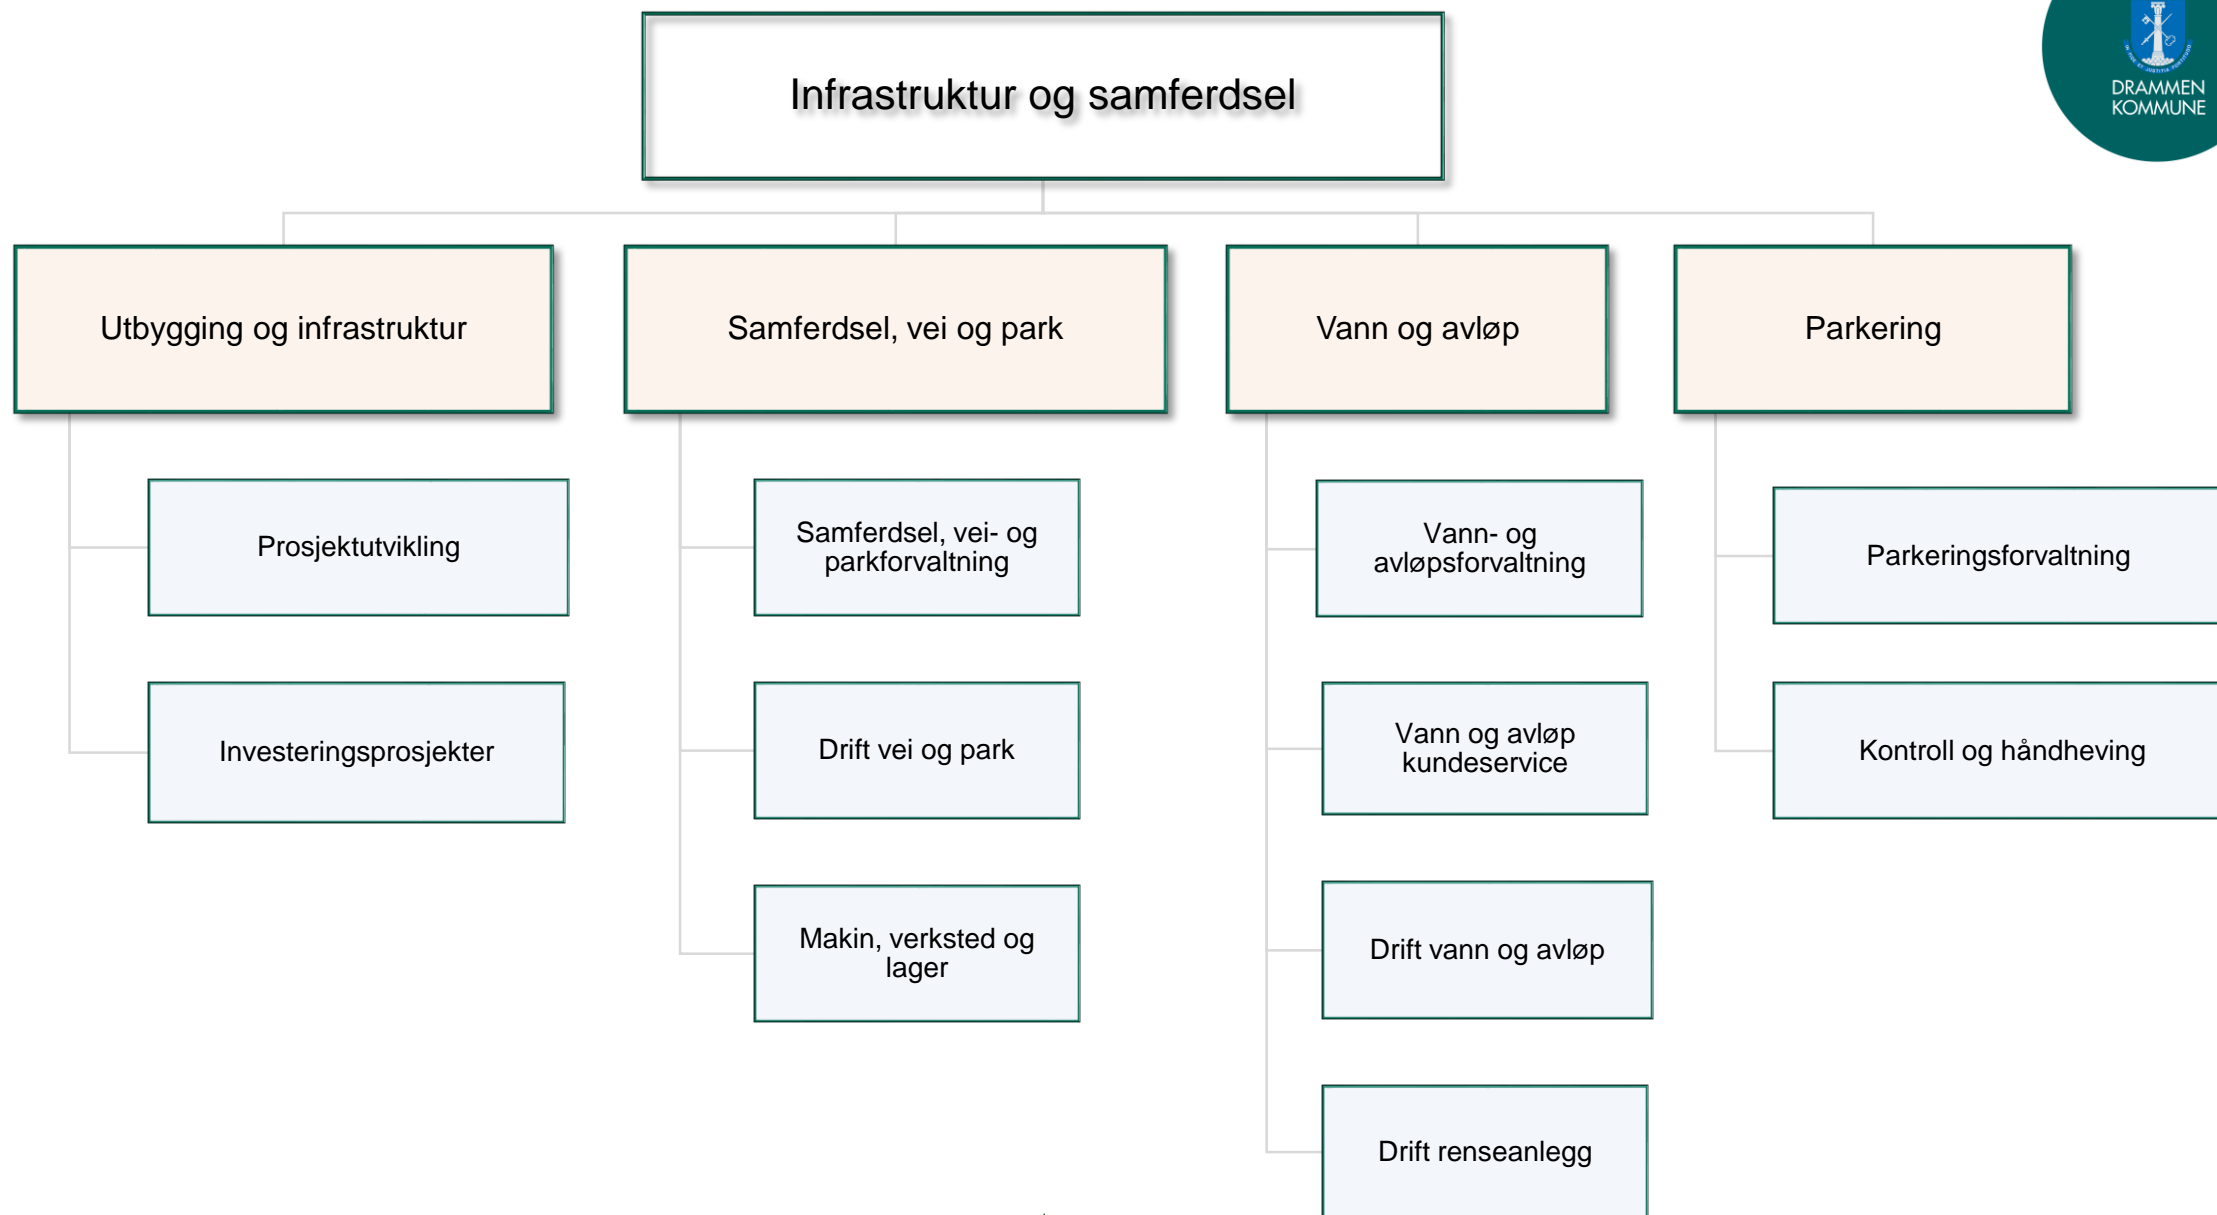 Infrastruktur og samferdsel
DRAMMEN
KOMMUNE
Utbygging og infrastruktur
Samferdsel, vei og park
Vann og avløp
Parkering
Prosjektutvikling
Investeringsprosjekter
Samferdsel, vei- og
parkforvaltning
Drift vei og park
Makin, verksted og
lager
Vann- og
avløpsforvaltning
Vann og avløp
kundeservice
Drift vann og avløp
Drift renseanlegg
Parkeringsforvaltning
Kontroll og håndheving